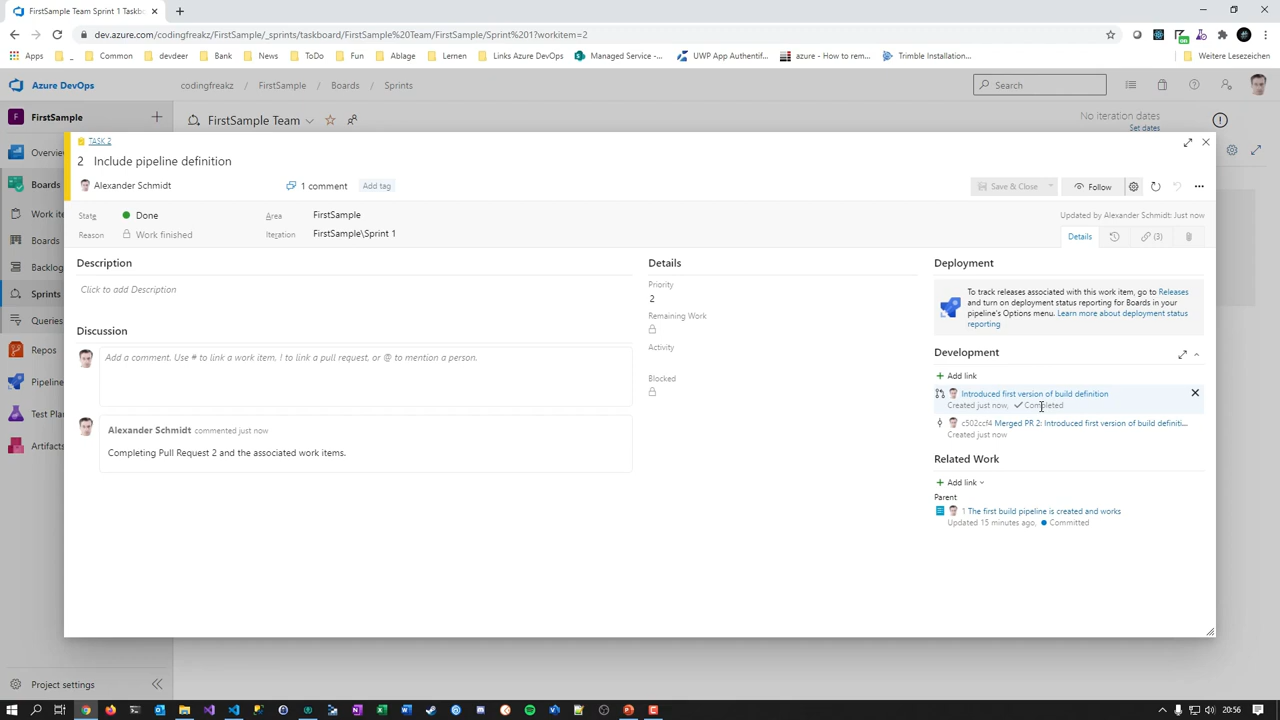 FirstSample Team Sprint 1 Taskb
dev.azure.com/codingfreakz/FirstSample/_sprints/taskboard/FirstSample%20Team/FirstSample/Sprint%201?workitem=2
Apps _ Common devdeer Bank News ToDo Fun Ablage Lernen Links Azure DevOps Managed Service -... UWP App Authentif... azure - How to rem... Trimble Installation... Weitere Lesezeichen
Azure DevOps codingfreakz / FirstSample / Boards / Sprints Search
FirstSample FirstSample Team No iteration dates
Set dates
Overvie
Boards
Work ite
Boards
Backlog
Sprints
Queries
Repos
Pipeline
Test Plar
Artifacts
Project settings
TASK 2
2 Include pipeline definition
Alexander Schmidt 1 comment Add tag Save & Close Follow
State Done Area FirstSample Updated by Alexander Schmidt: Just now
Reason Work finished Iteration FirstSample\Sprint 1 Details (3)
Description
Click to add Description
Discussion
Add a comment. Use # to link a work item, ! to link a pull request, or @ to mention a person.
Alexander Schmidt commented just now
Completing Pull Request 2 and the associated work items.
Details
Priority
2
Remaining Work
Activity
Blocked
Deployment
To track releases associated with this work item, go to Releases
and turn on deployment status reporting for Boards in your
pipeline's Options menu. Learn more about deployment status
reporting
Development
Add link
Introduced first version of build definition
Created just now, Completed
c502ccf4 Merged PR 2: Introduced first version of build definiti...
Created just now
Related Work
Add link
Parent
1 The first build pipeline is created and works
Updated 15 minutes ago, Committed
20:56